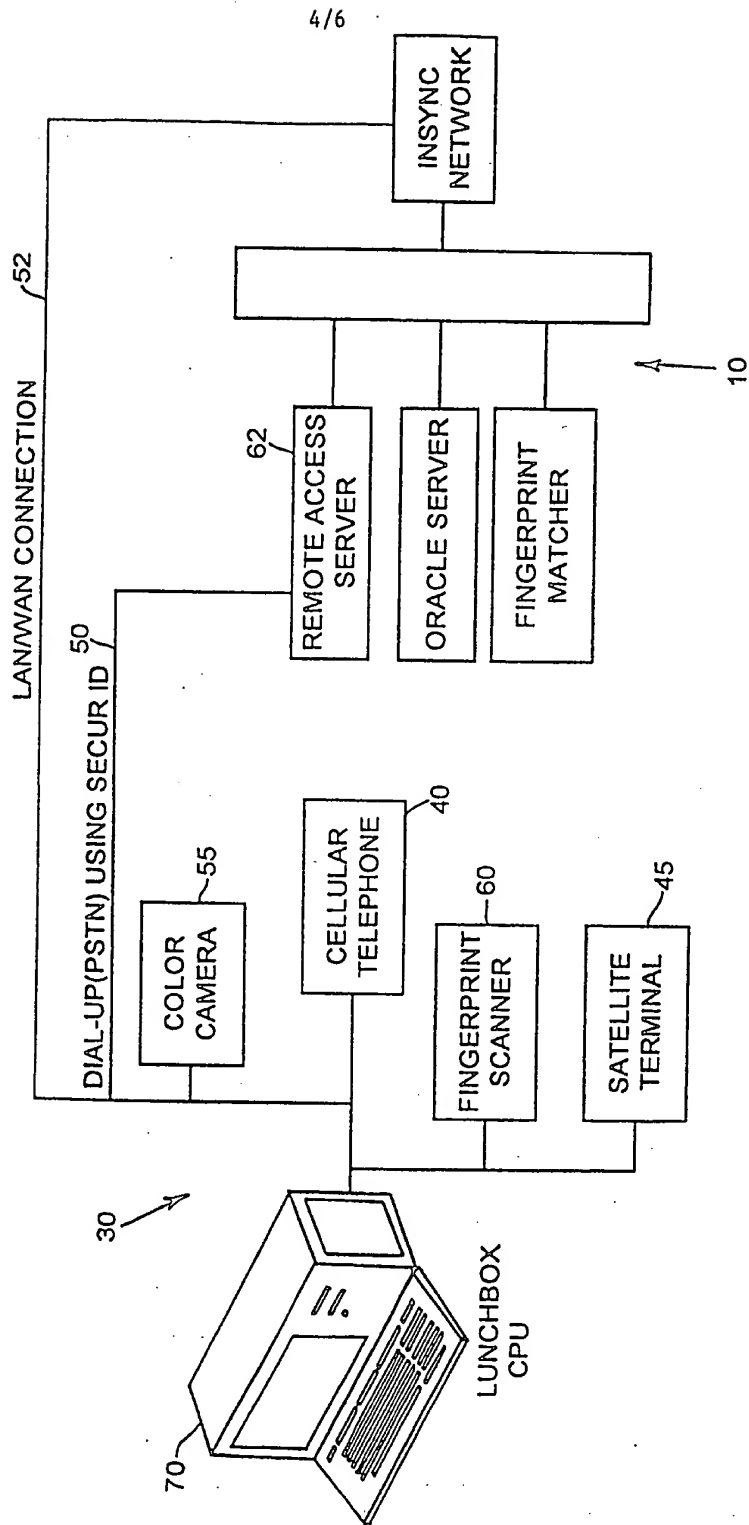 4/6
LAN/WAN CONNECTION
52
DIAL-UP(PSTN) USING SECUR ID
50
COLOR
CAMERA
55
CELLULAR
TELEPHONE
40
FINGERPRINT
SCANNER
60
SATELLITE
TERMINAL
45
30
70
LUNCHBOX
CPU
REMOTE ACCESS
SERVER
62
ORACLE SERVER
FINGERPRINT
MATCHER
INSYNC
NETWORK
10